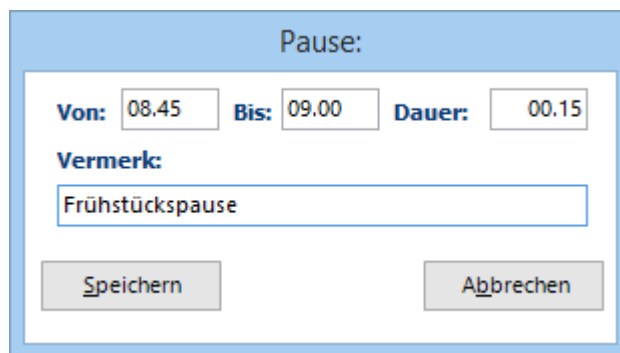 Pause:
Von: 08.45 Bis: 09.00 Dauer: 00.15
Vermerk:
Frühstückspause
Speichern Abbrechen